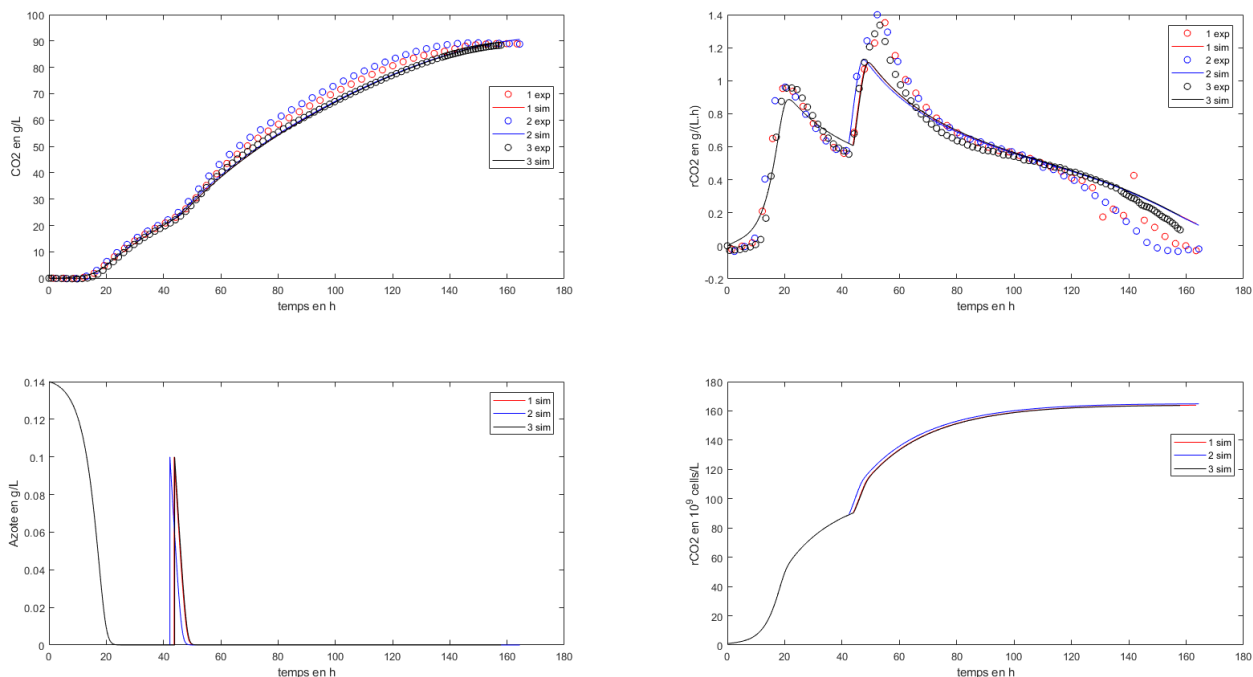 100
90
80
70
60
50
40
30
20
10
0
CO2 en g/L
0 20 40 60 80 100 120 140 160 180
temps en h
1 exp
1 sim
2 exp
2 sim
3 exp
3 sim
1.4
1.2
1
0.8
0.6
0.4
0.2
0
-0.2
rCO2 en g/(L.h)
0 20 40 60 80 100 120 140 160 180
temps en h
1 exp
1 sim
2 exp
2 sim
3 exp
3 sim
0.14
0.12
0.1
0.08
0.06
0.04
0.02
0
Azote en g/L
0 20 40 60 80 100 120 140 160 180
temps en h
1 sim
2 sim
3 sim
180
160
140
120
100
80
60
40
20
0
rCO2 en 10⁹ cells/L
0 20 40 60 80 100 120 140 160 180
temps en h
1 sim
2 sim
3 sim